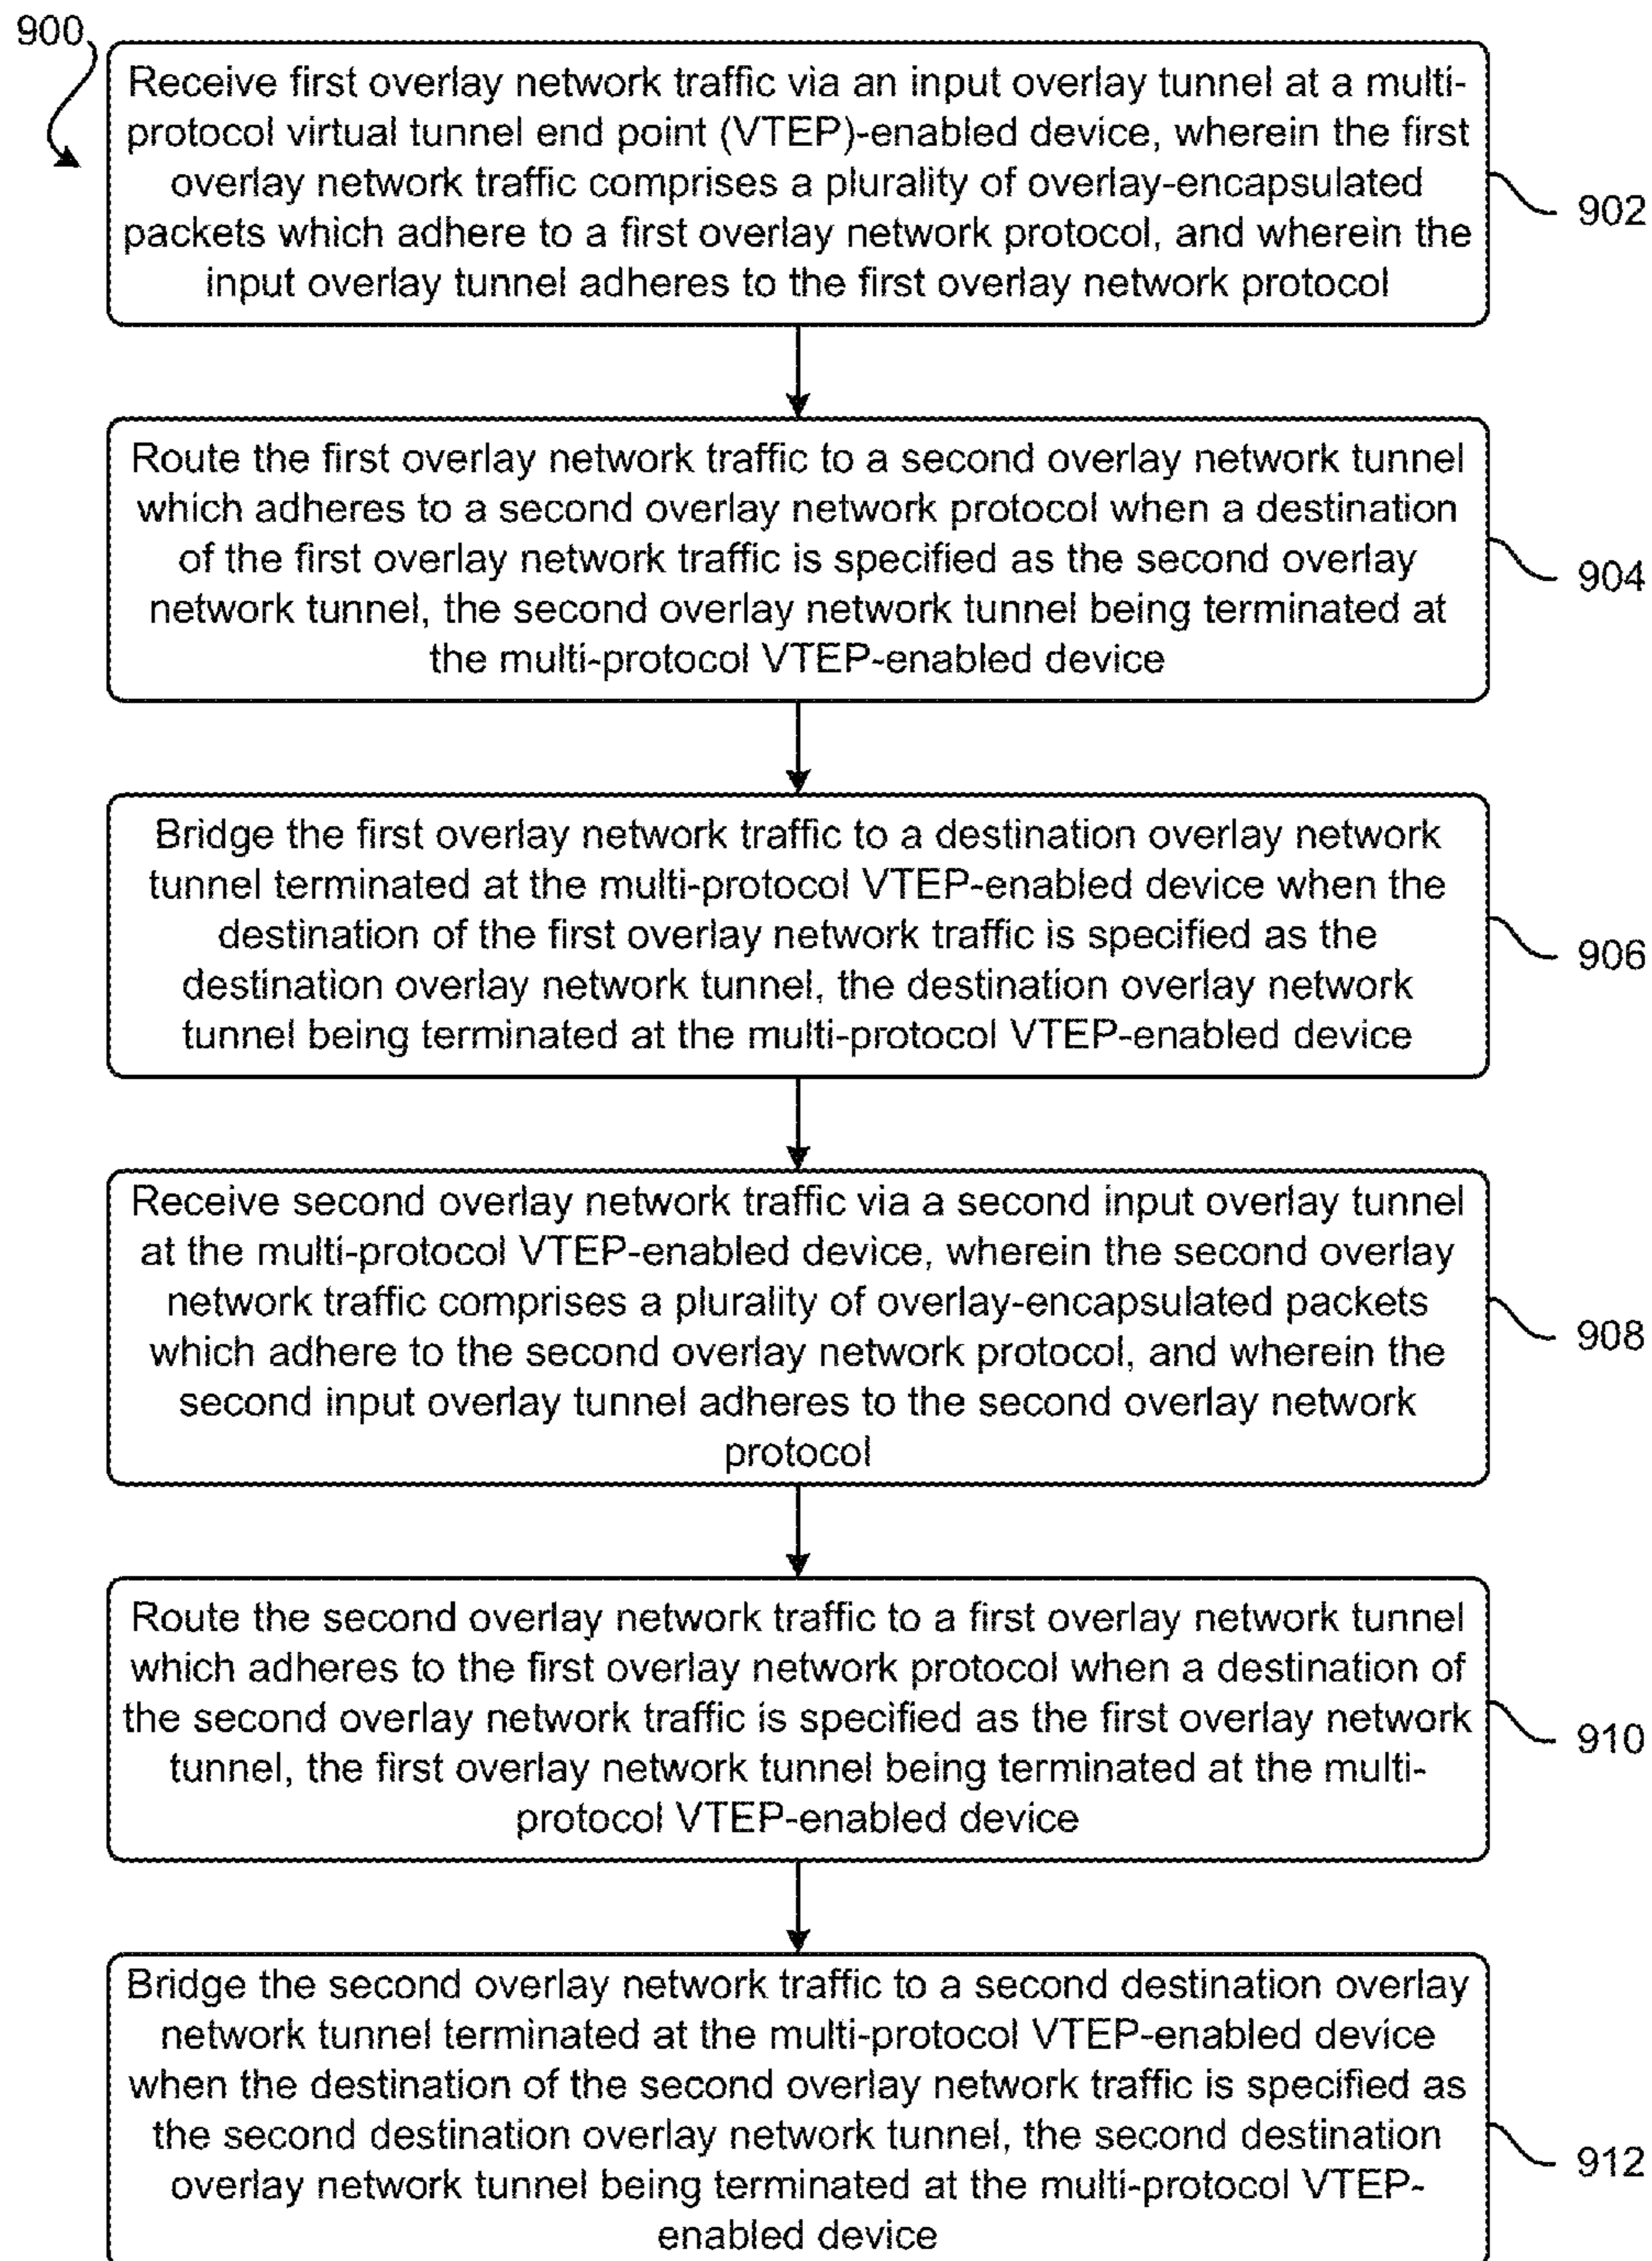 900
Receive first overlay network traffic via an input overlay tunnel at a multi-
protocol virtual tunnel end point (VTEP)-enabled device, wherein the first
overlay network traffic comprises a plurality of overlay-encapsulated
packets which adhere to a first overlay network protocol, and wherein the
input overlay tunnel adheres to the first overlay network protocol
902
Route the first overlay network traffic to a second overlay network tunnel
which adheres to a second overlay network protocol when a destination
of the first overlay network traffic is specified as the second overlay
network tunnel, the second overlay network tunnel being terminated at
the multi-protocol VTEP-enabled device
904
Bridge the first overlay network traffic to a destination overlay network
tunnel terminated at the multi-protocol VTEP-enabled device when the
destination of the first overlay network traffic is specified as the
destination overlay network tunnel, the destination overlay network
tunnel being terminated at the multi-protocol VTEP-enabled device
906
Receive second overlay network traffic via a second input overlay tunnel
at the multi-protocol VTEP-enabled device, wherein the second overlay
network traffic comprises a plurality of overlay-encapsulated packets
which adhere to the second overlay network protocol, and wherein the
second input overlay tunnel adheres to the second overlay network
protocol
908
Route the second overlay network traffic to a first overlay network tunnel
which adheres to the first overlay network protocol when a destination of
the second overlay network traffic is specified as the first overlay network
tunnel, the first overlay network tunnel being terminated at the multi-
protocol VTEP-enabled device
910
Bridge the second overlay network traffic to a second destination overlay
network tunnel terminated at the multi-protocol VTEP-enabled device
when the destination of the second overlay network traffic is specified as
the second destination overlay network tunnel, the second destination
overlay network tunnel being terminated at the multi-protocol VTEP-
enabled device
912